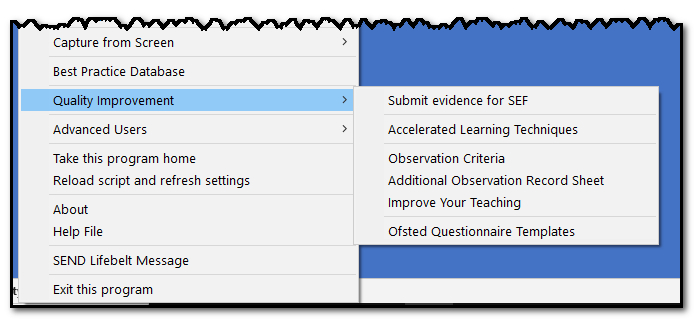 Capture from Screen
Best Practice Database
Quality Improvement
Advanced Users
Take this program home
Reload script and refresh settings
About
Help File
SEND Lifebelt Message
Exit this program
Submit evidence for SEF
Accelerated Learning Techniques
Observation Criteria
Additional Observation Record Sheet
Improve Your Teaching
Ofsted Questionnaire Templates